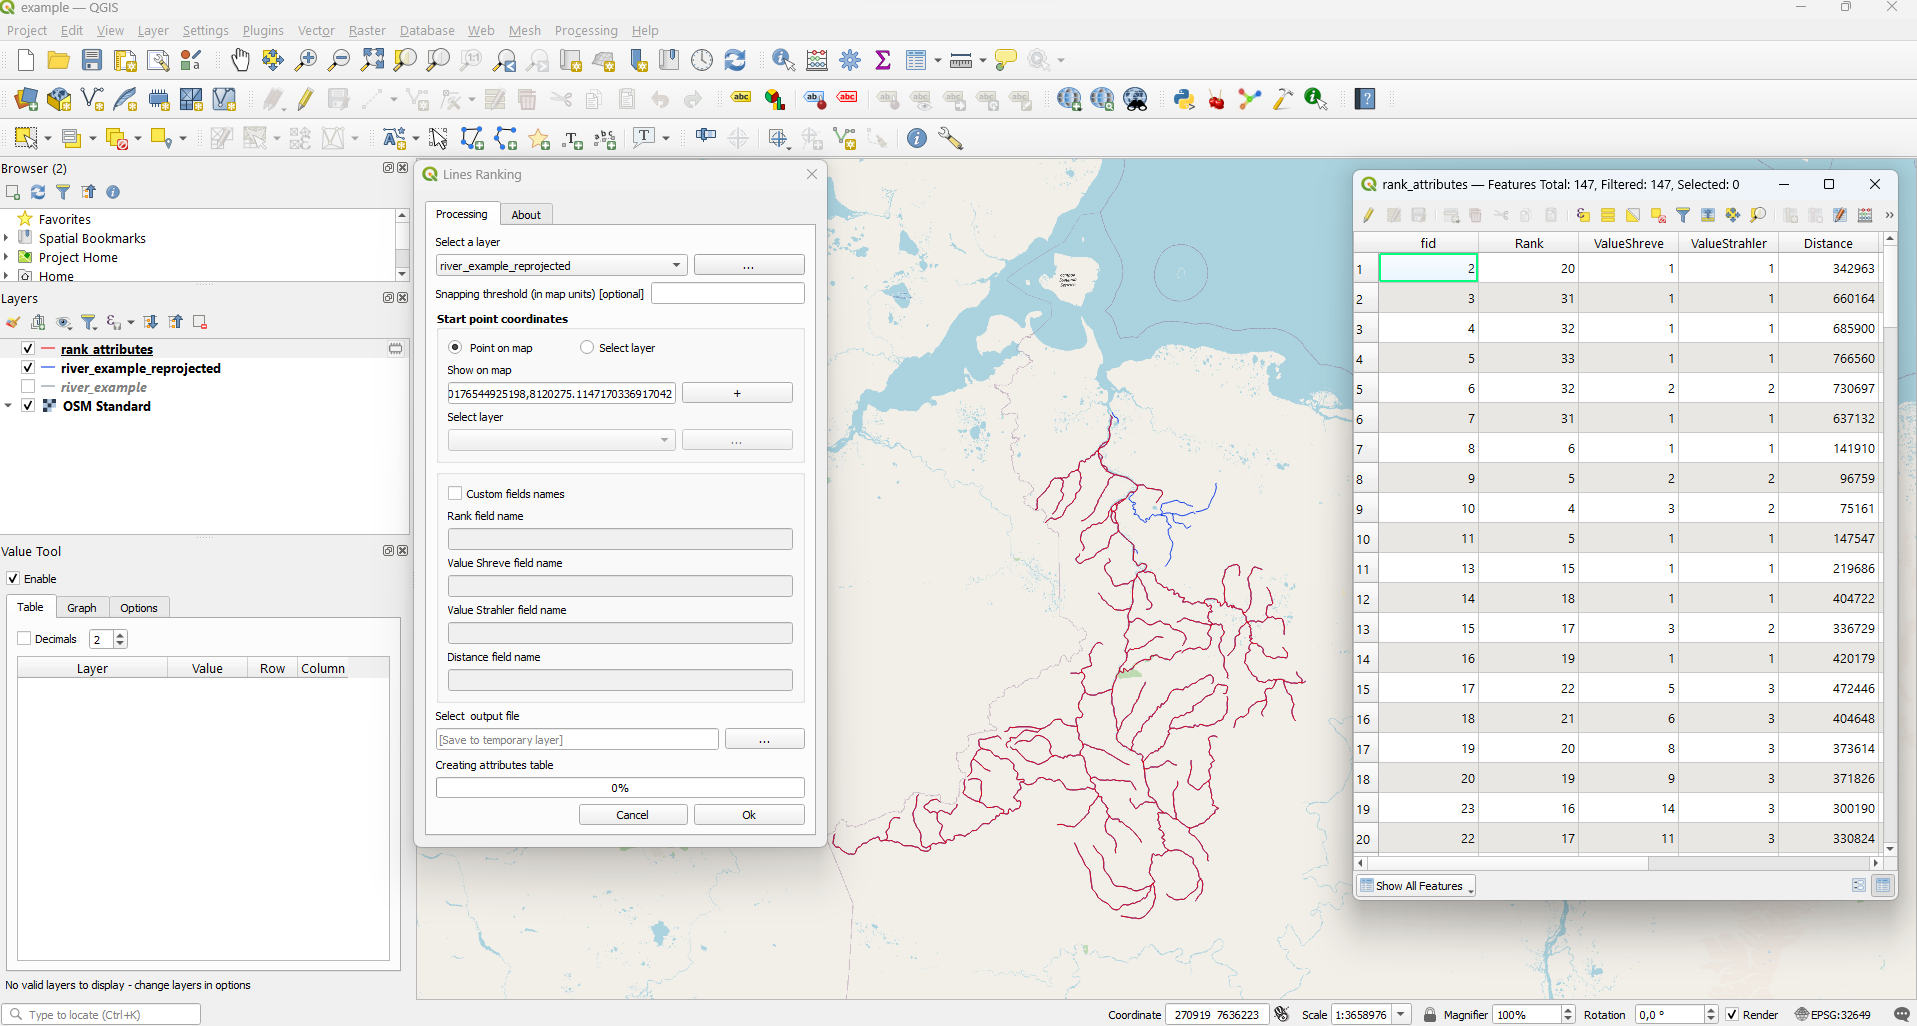 example — QGIS
Project Edit View Layer Settings Plugins Vector Raster Database Web Mesh Processing Help
Browser (2)
Favorites
Spatial Bookmarks
Project Home
Home
Layers
rank_attributes
river_example_reprojected
river_example
OSM Standard
Value Tool
Enable
Table Graph Options
Decimals 2
Layer Value Row Column
No valid layers to display - change layers in options
Lines Ranking
Processing About
Select a layer
river_example_reprojected ...
Snapping threshold (in map units) [optional]
Start point coordinates
Point on map Select layer
Show on map
0176544925198,8120275.1147170336917042 +
Select layer
...
Custom fields names
Rank field name
Value Shreve field name
Value Strahler field name
Distance field name
Select output file
[Save to temporary layer] ...
Creating attributes table
0%
Cancel Ok
rank_attributes — Features Total: 147, Filtered: 147, Selected: 0
fid Rank ValueShreve ValueStrahler Distance
1 2 20 1 1 342963
2 3 31 1 1 660164
3 4 32 1 1 685900
4 5 33 1 1 766560
5 6 32 2 2 730697
6 7 31 1 1 637132
7 8 6 1 1 141910
8 9 5 2 2 96759
9 10 4 3 2 75161
10 11 5 1 1 147547
11 13 15 1 1 219686
12 14 18 1 1 404722
13 15 17 3 2 336729
14 16 19 1 1 420179
15 17 22 5 3 472446
16 18 21 6 3 404648
17 19 20 8 3 373614
18 20 19 9 3 371826
19 23 16 14 3 300190
20 22 17 11 3 330824
Show All Features
Type to locate (Ctrl+K)
Coordinate 270919 7636223 Scale 1:3658976 Magnifier 100% Rotation 0,0 ° Render EPSG:32649